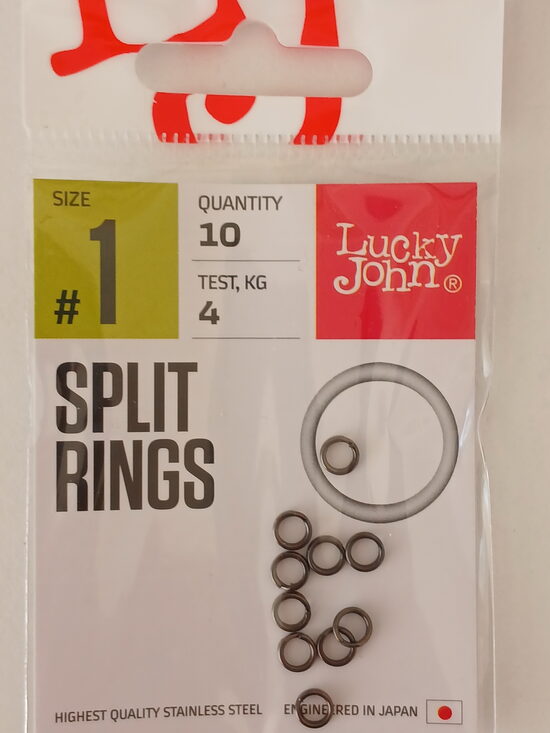 SIZE
#1
QUANTITY
10
TEST, KG
4
Lucky
John®
SPLIT
RINGS
HIGHEST QUALITY STAINLESS STEEL ENGINEERED IN JAPAN